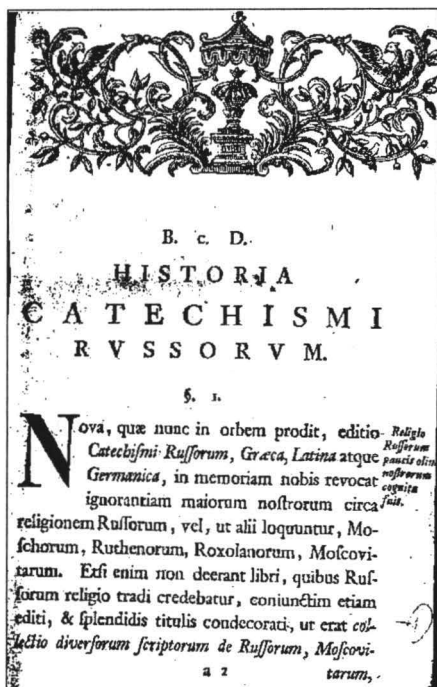 B. c. D.
HISTORIA
CATECHISMI
RVSSORVM.
§. 1.
Nova, quæ nunc in orbem prodit, editio
Catechiſmi Ruſſorum, Græca, Latina atque
Germanica, in memoriam nobis revocat
ignorantiam maiorum noſtrorum circa
religionem Ruſſorum, vel, ut alii loquuntur, Mo-
ſchorum, Ruthenorum, Roxolanorum, Moſcovi-
tarum. Etſi enim non deerant libri, quibus Ruſ-
ſorum religio tradi credebatur, coniunctim etiam
editi, & ſplendidis titulis condecorati, ut erat col-
lectio diverſorum ſcriptorum de Ruſſorum, Moſcovi-
a 2
tarum,
Religio
Ruſſorum
paucis olim
noſtrorum
cognita
fuit.